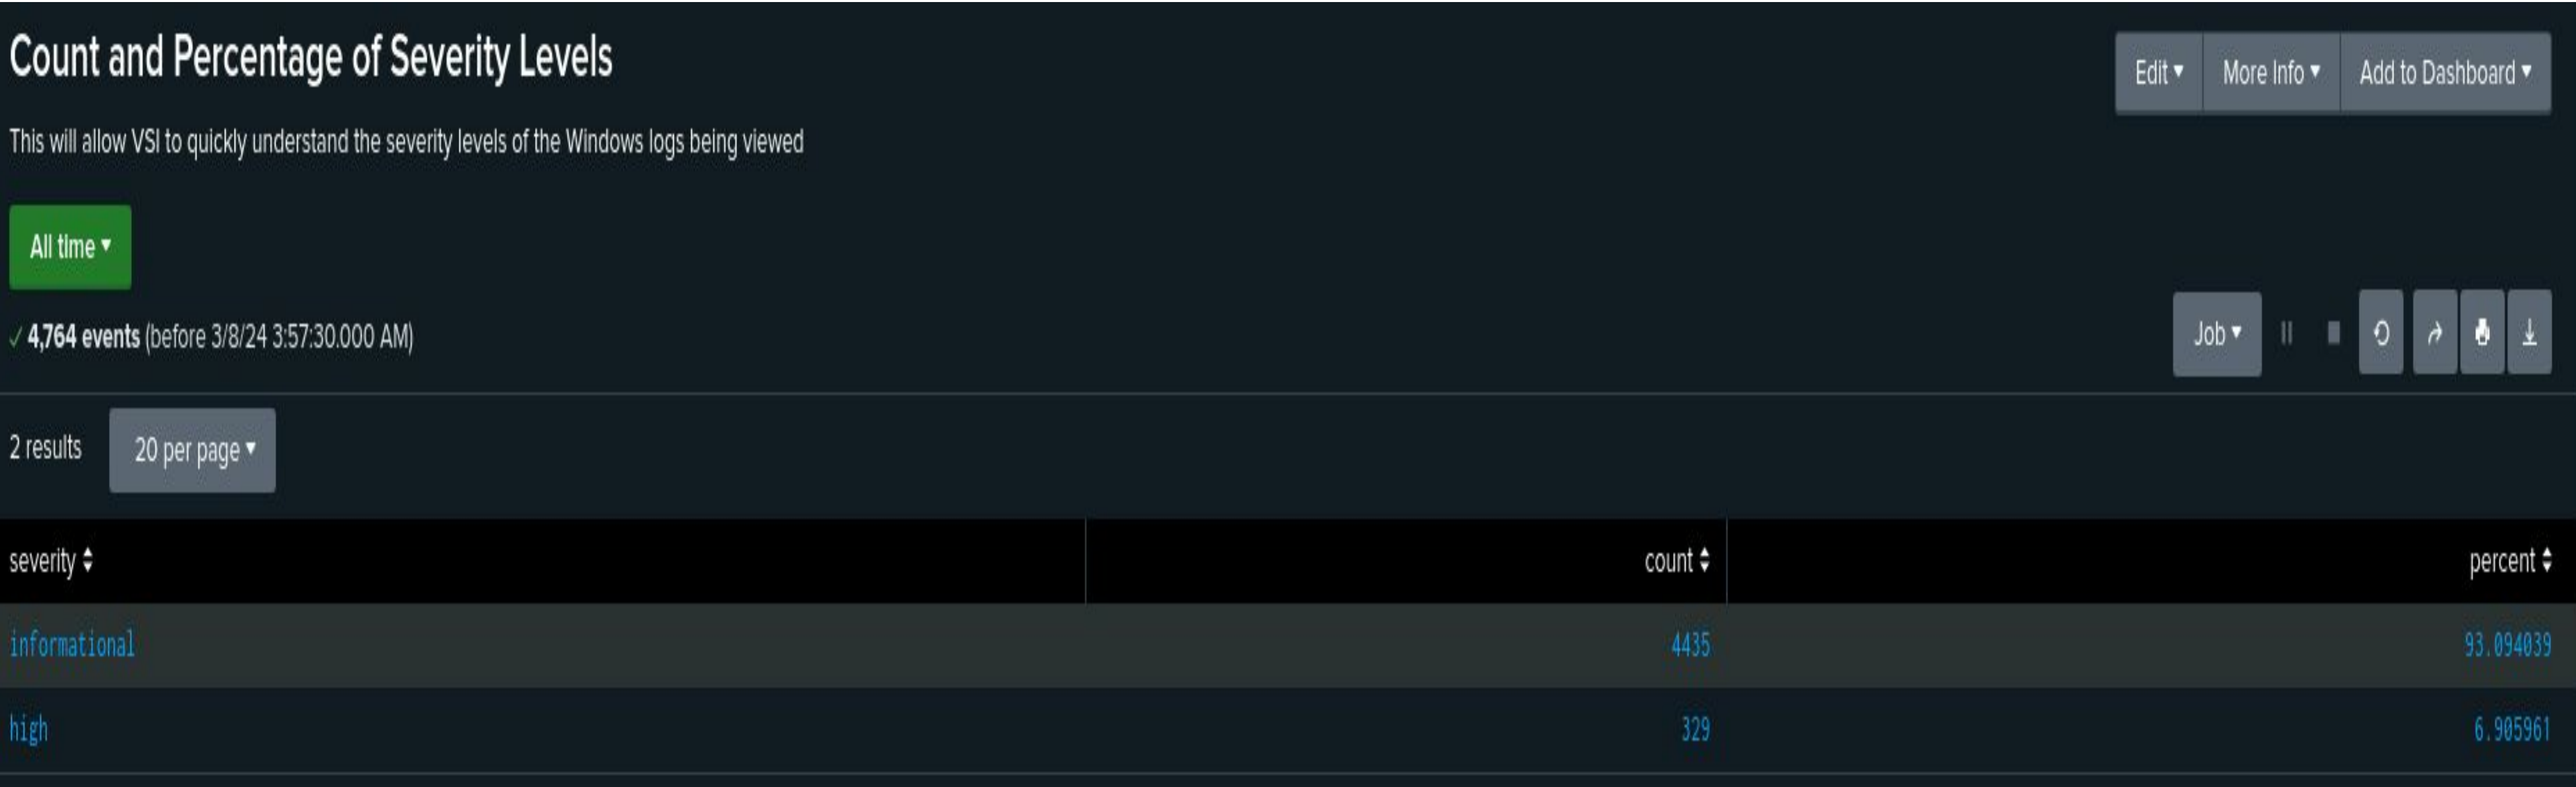 Count and Percentage of Severity Levels
Edit
More Info
Add to Dashboard
This will allow VSI to quickly understand the severity levels of the Windows logs being viewed
All time
4,764 events (before 3/8/24 3:57:30.000 AM)
Job
2 results
20 per page
severity count percent
informational 4435 93.094039
high 329 6.905961